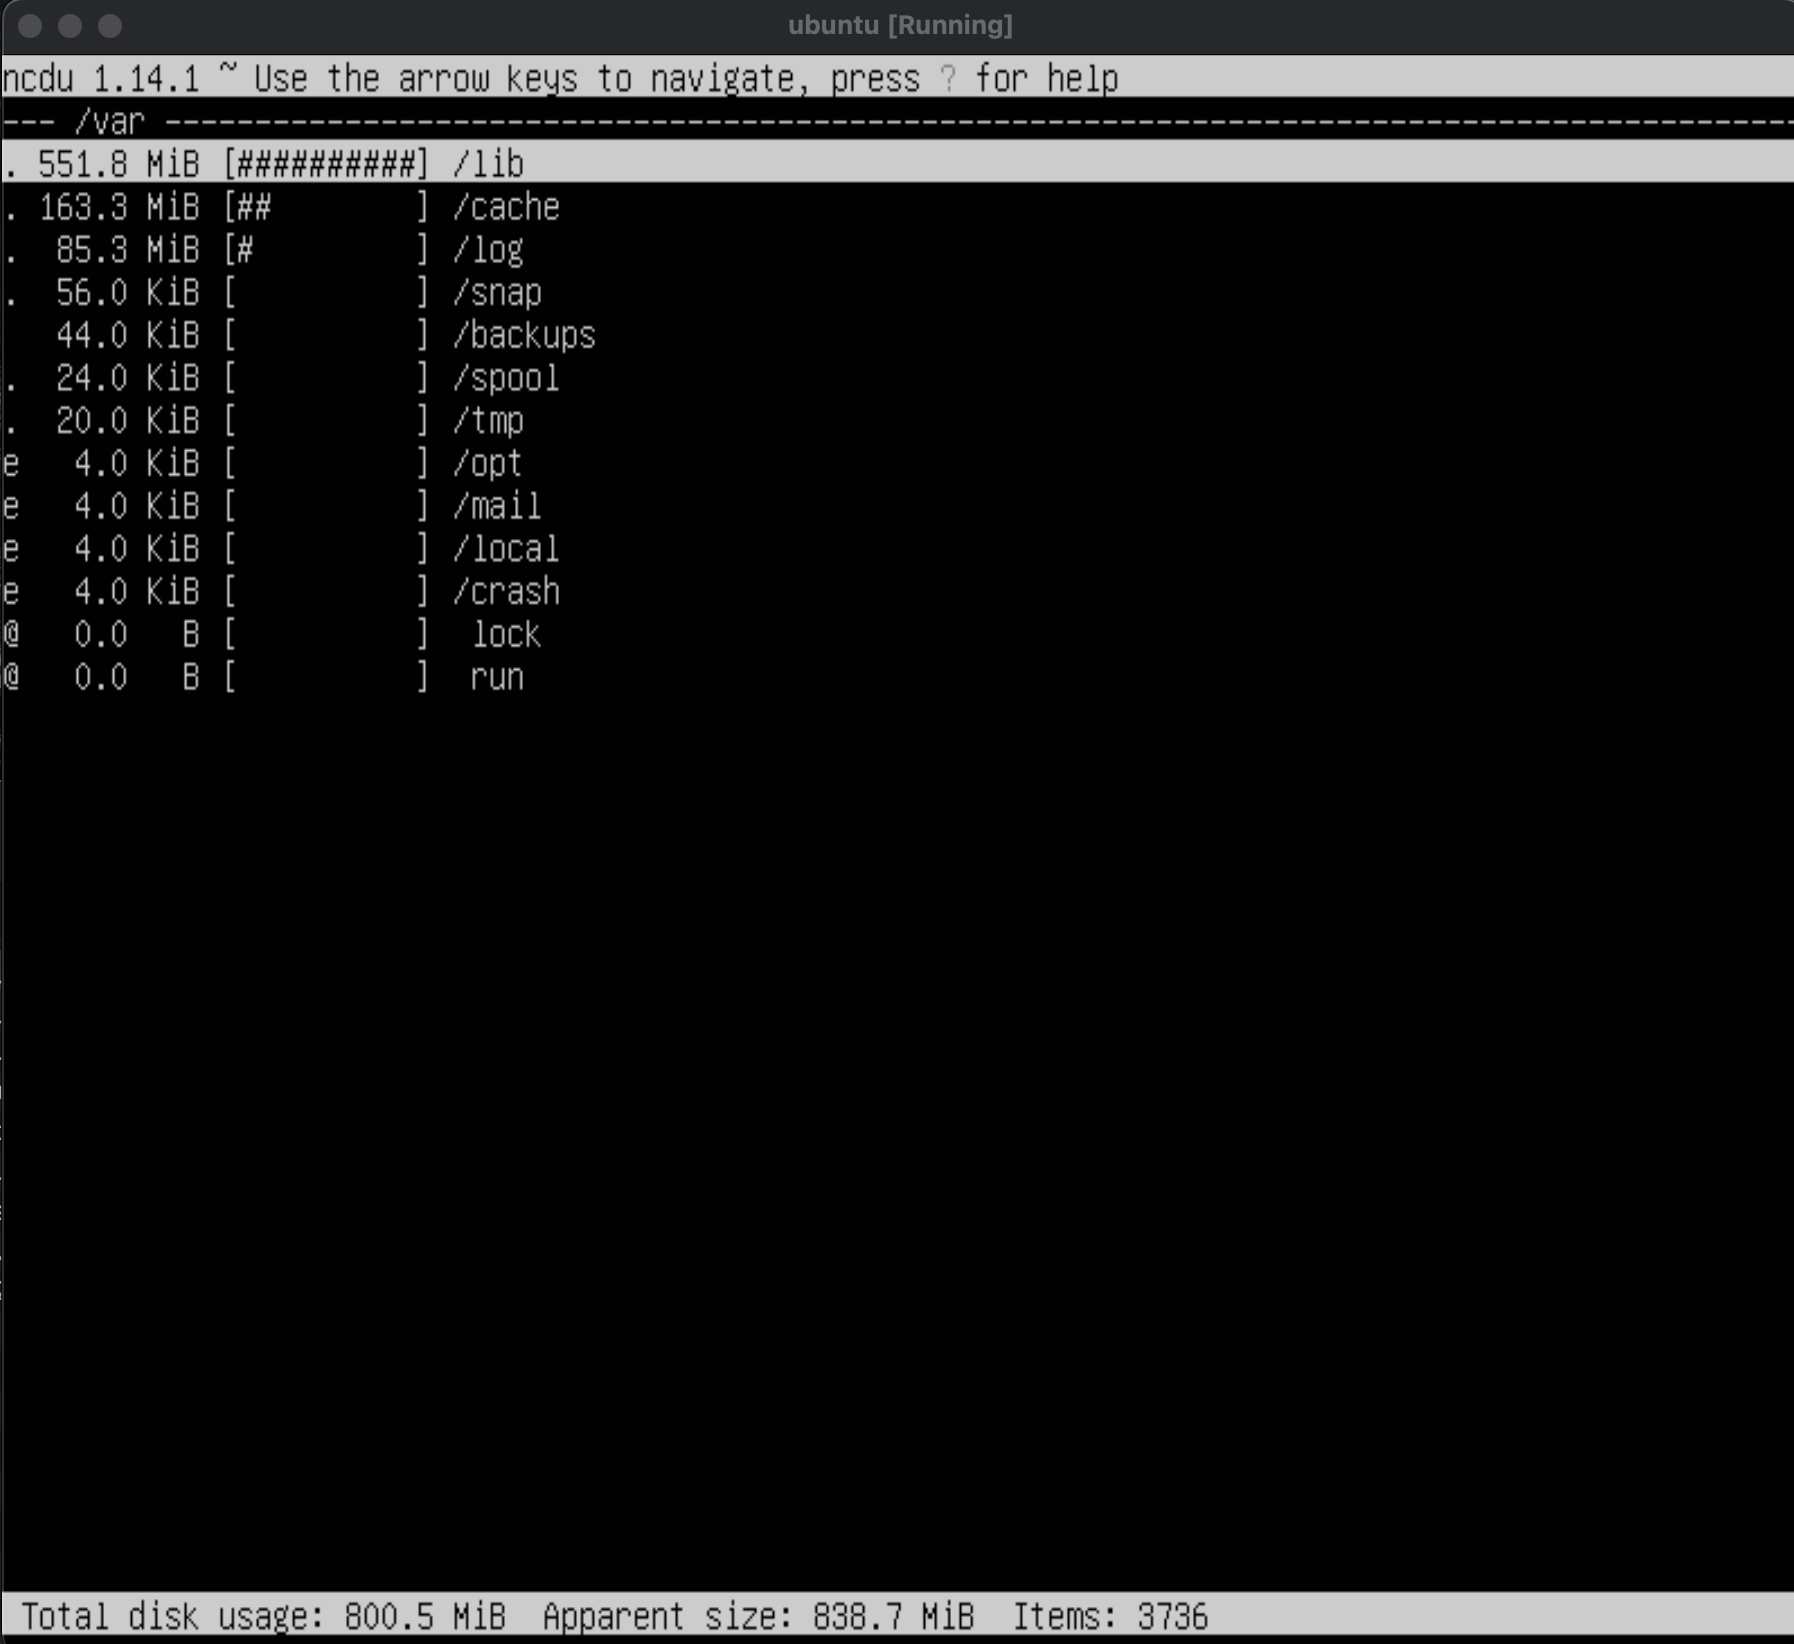 ubuntu [Running]
ncdu 1.14.1 ~ Use the arrow keys to navigate, press ? for help
--- /var -------------------------------------------------------------------------------------------
. 551.8 MiB [##########] /lib
. 163.3 MiB [##        ] /cache
.  85.3 MiB [#         ] /log
.  56.0 KiB [          ] /snap
   44.0 KiB [          ] /backups
.  24.0 KiB [          ] /spool
.  20.0 KiB [          ] /tmp
e   4.0 KiB [          ] /opt
e   4.0 KiB [          ] /mail
e   4.0 KiB [          ] /local
e   4.0 KiB [          ] /crash
@   0.0   B [          ]  lock
@   0.0   B [          ]  run
Total disk usage: 800.5 MiB  Apparent size: 838.7 MiB  Items: 3736